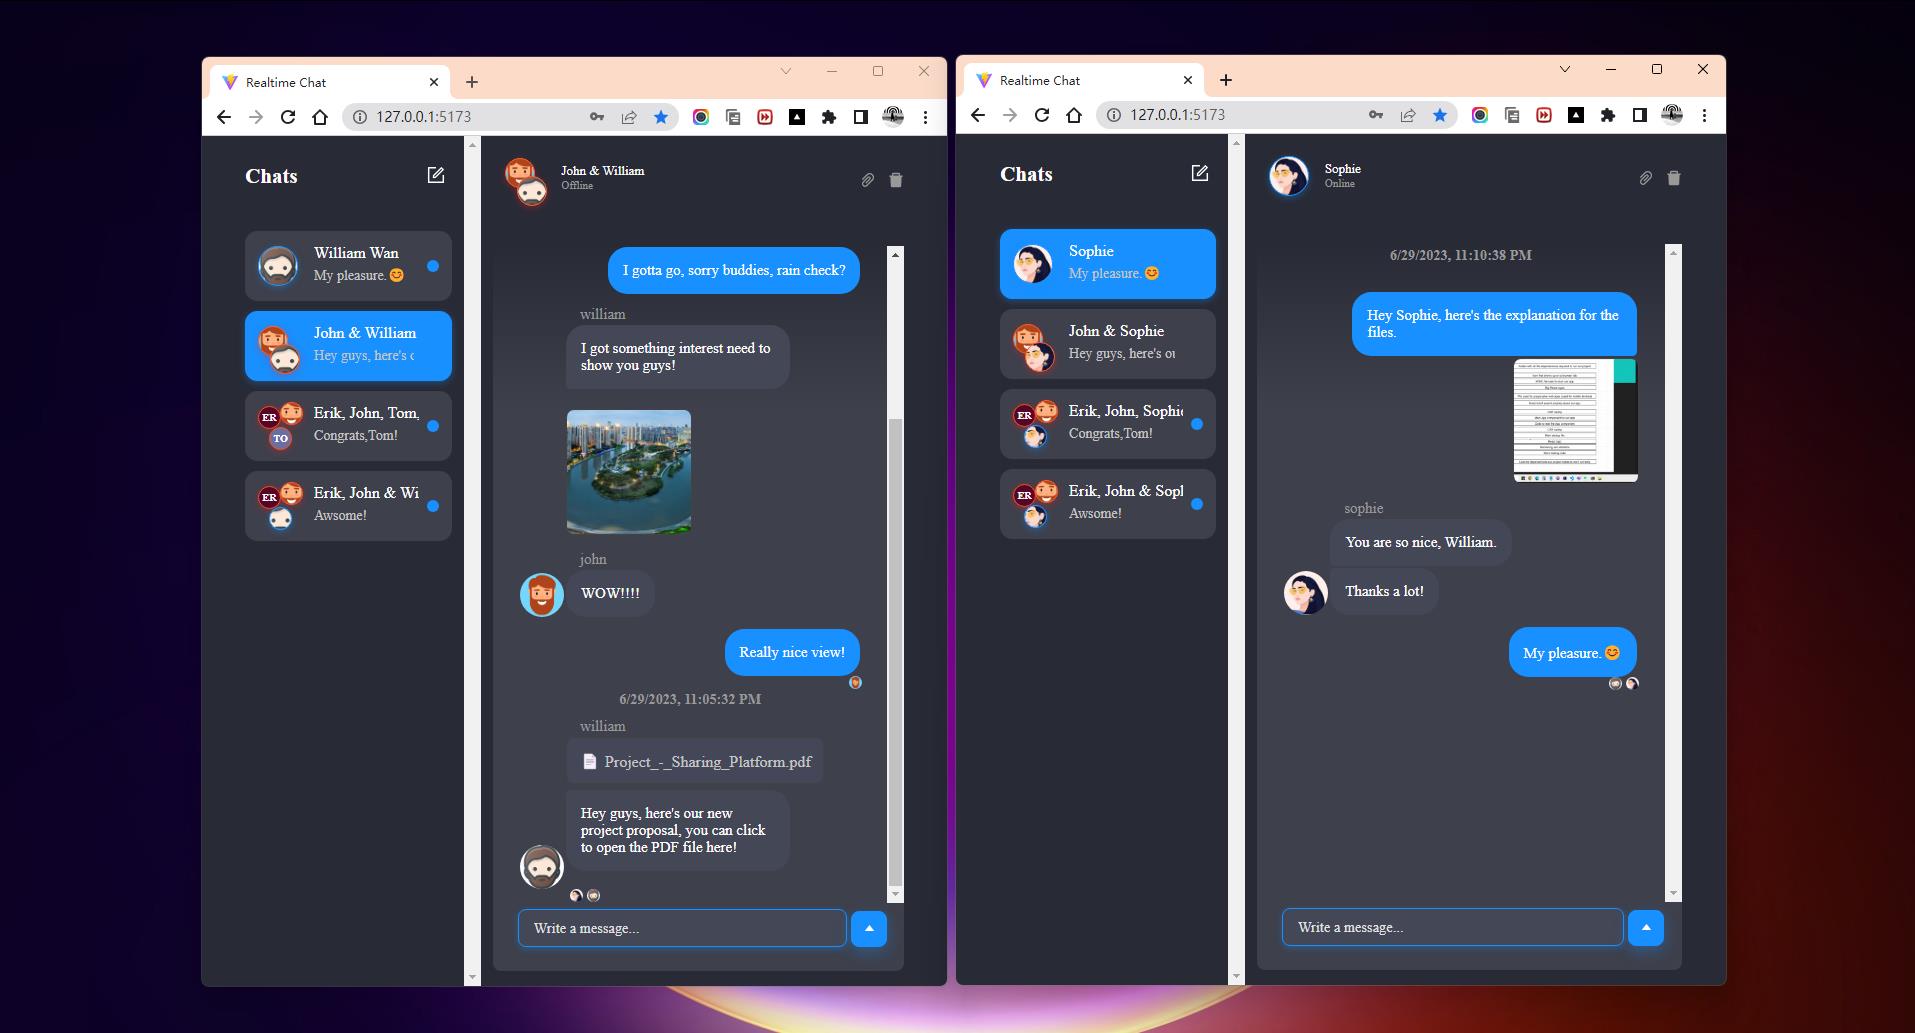 Realtime Chat
127.0.0.1:5173
Chats
William Wan
My pleasure. 😊
John & William
Hey guys, here's c
ER
TO
Erik, John, Tom,
Congrats,Tom!
ER
Erik, John & Wi
Awsome!
John & William
Offline
I gotta go, sorry buddies, rain check?
william
I got something interest need to
show you guys!
john
WOW!!!!
Really nice view!
6/29/2023, 11:05:32 PM
william
Project_-_Sharing_Platform.pdf
Hey guys, here's our new
project proposal, you can click
to open the PDF file here!
Write a message...
Realtime Chat
127.0.0.1:5173
Chats
Sophie
My pleasure. 😊
John & Sophie
Hey guys, here's ou
ER
Erik, John, Sophie
Congrats,Tom!
ER
Erik, John & Soph
Awsome!
Sophie
Online
6/29/2023, 11:10:38 PM
Hey Sophie, here's the explanation for the
files.
sophie
You are so nice, William.
Thanks a lot!
My pleasure. 😊
Write a message...